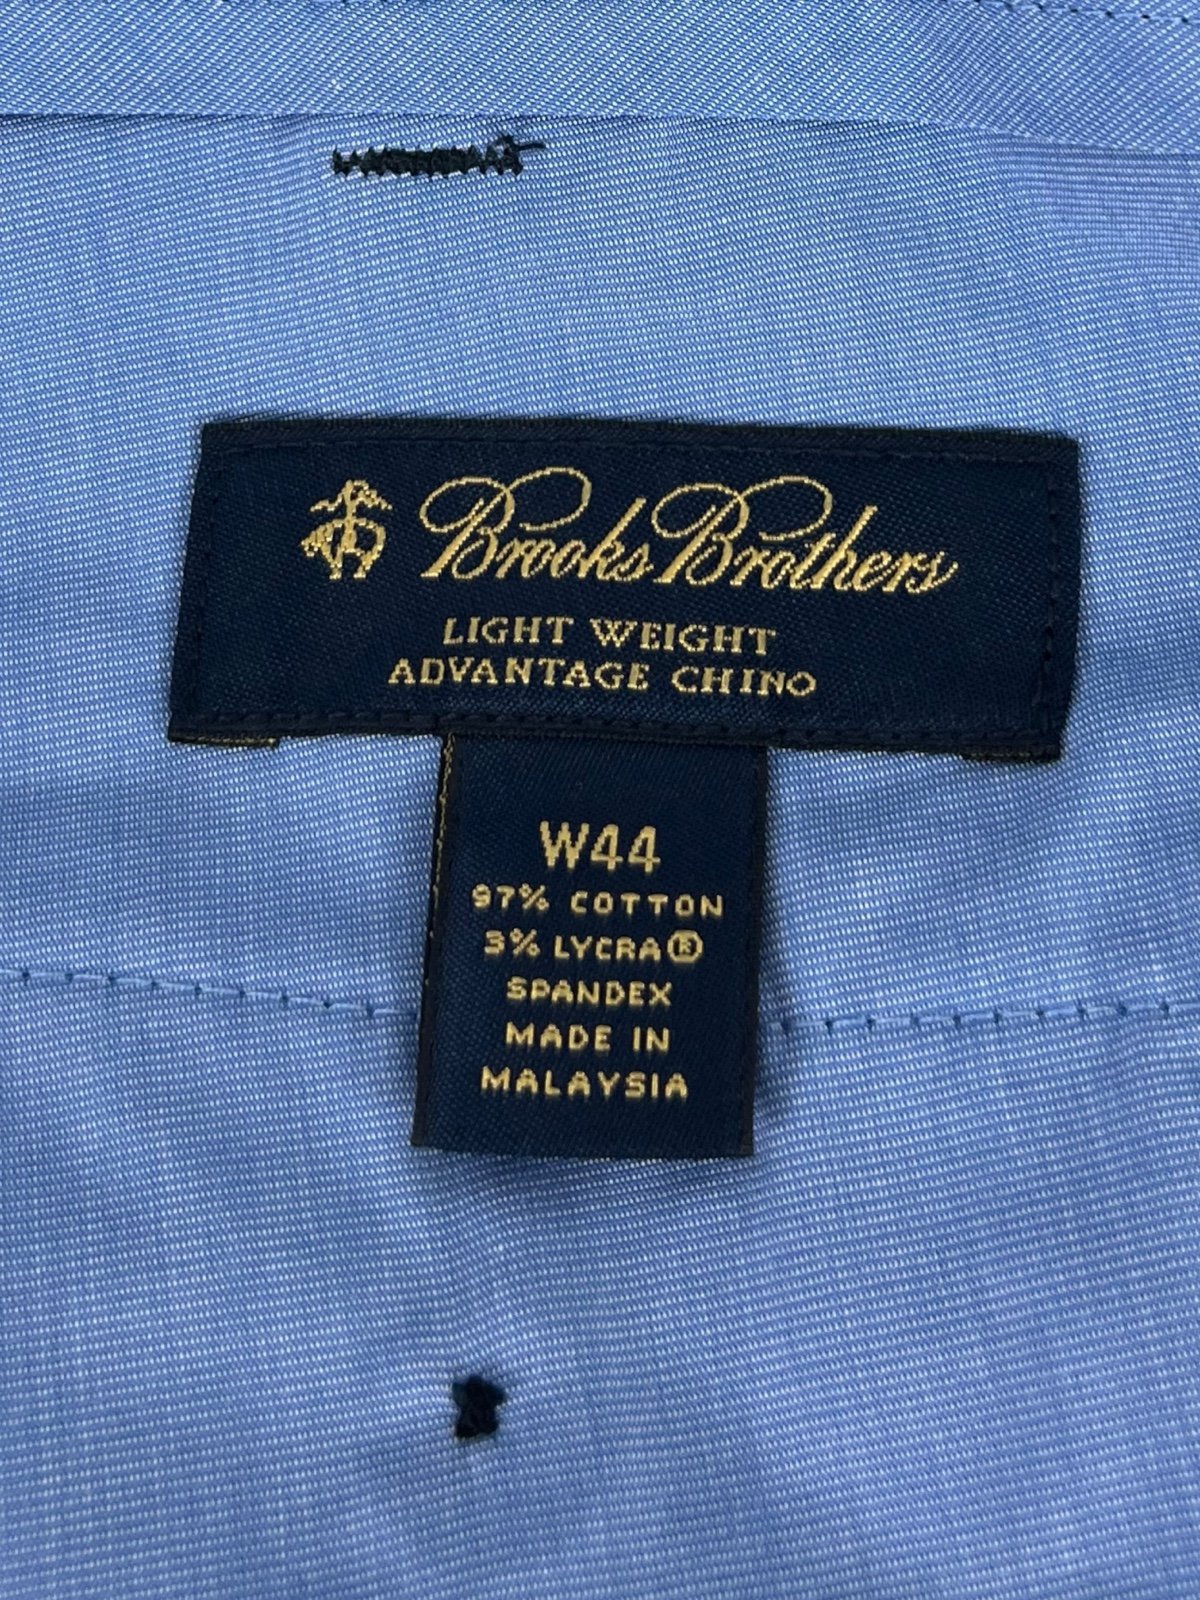 Brooks Brothers
LIGHT WEIGHT
ADVANTAGE CHINO
W44
97% COTTON
3% LYCRA®
SPANDEX
MADE IN
MALAYSIA